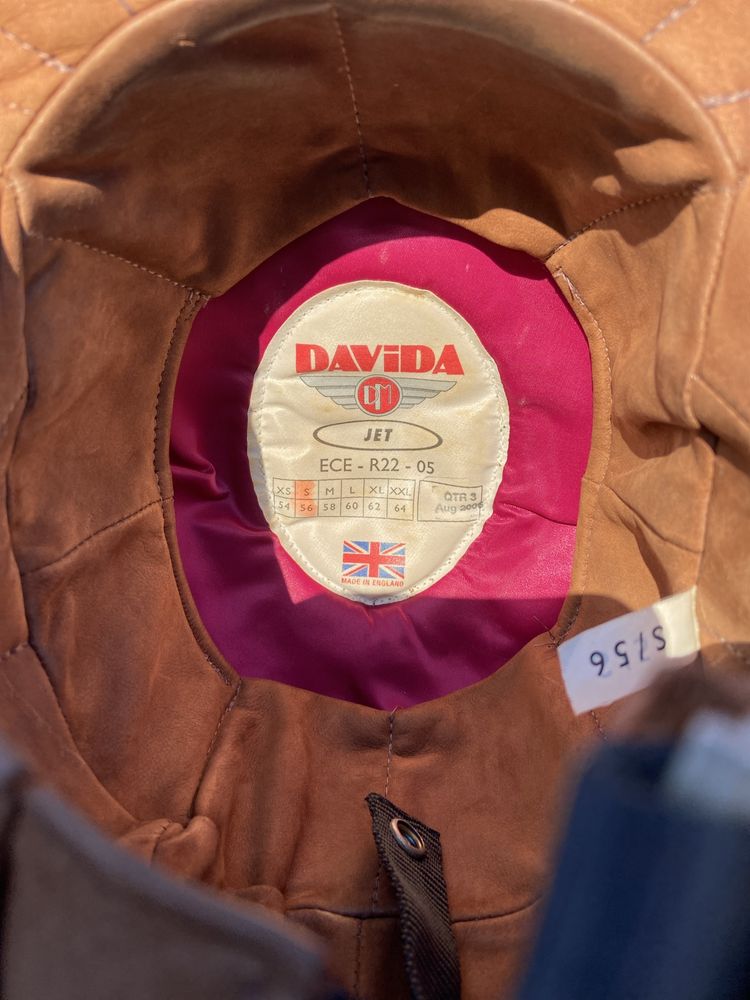 DAVIDA
DM
JET
ECE - R22 - 05
XS S M L XL XXL
54 56 58 60 62 64
QTR 3
Aug 2006
MADE IN ENGLAND
S/56